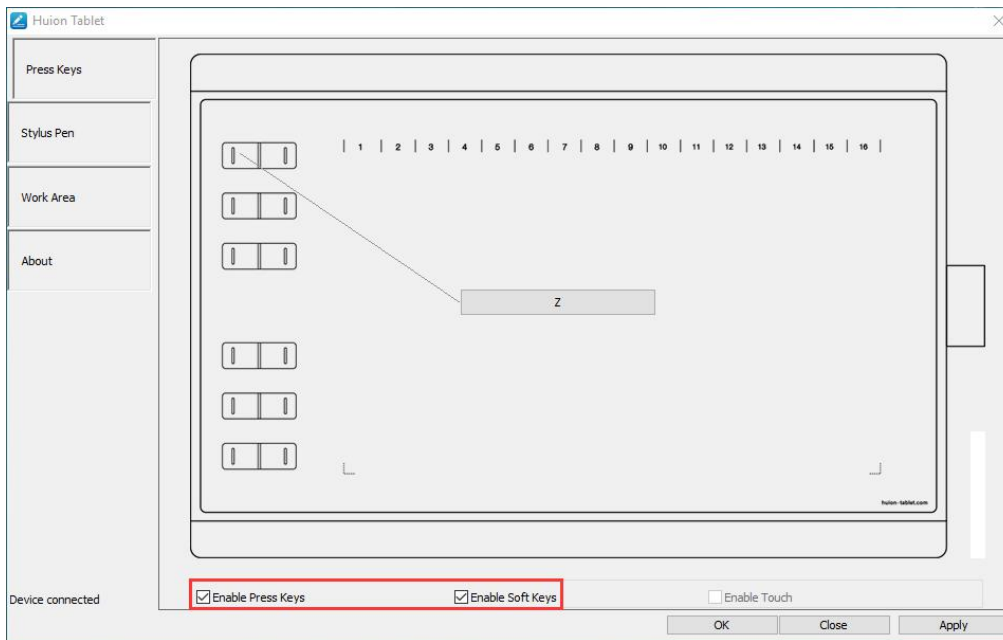 Huion Tablet
Press Keys
Stylus Pen
Work Area
About
1 2 3 4 5 6 7 8 9 10 11 12 13 14 15 16
Z
huion-tablet.com
Device connected
Enable Press Keys Enable Soft Keys Enable Touch
OK Close Apply